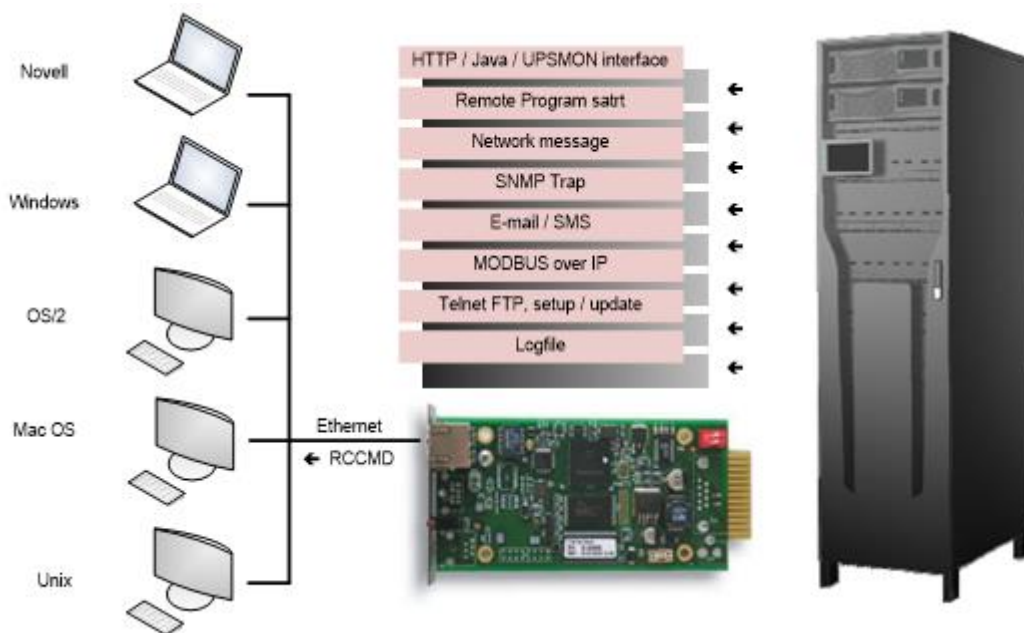 Novell
Windows
OS/2
Mac OS
Unix
HTTP / Java / UPSMON interface
Remote Program satrt
Network message
SNMP Trap
E-mail / SMS
MODBUS over IP
Telnet FTP, setup / update
Logfile
Ethernet
← RCCMD